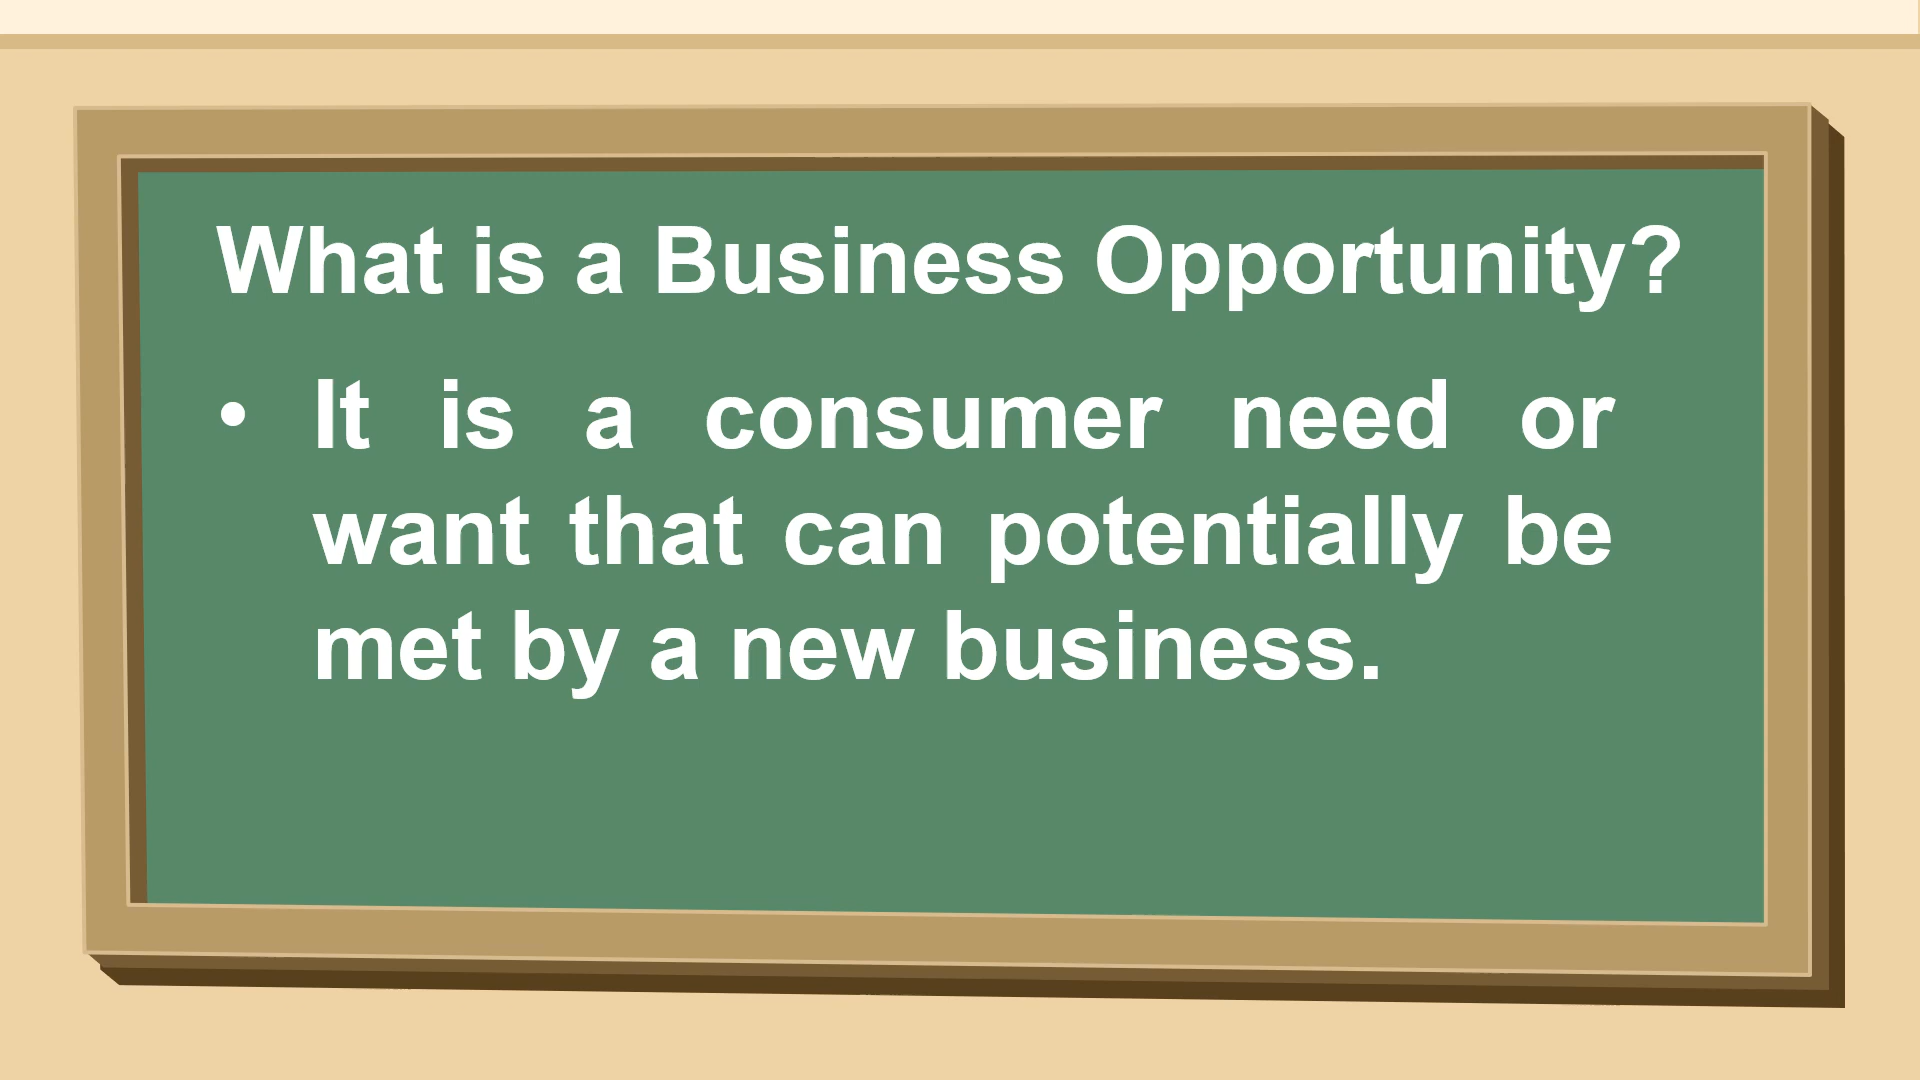 What is a Business Opportunity?
• It is a consumer need or
want that can potentially be
met by a new business.